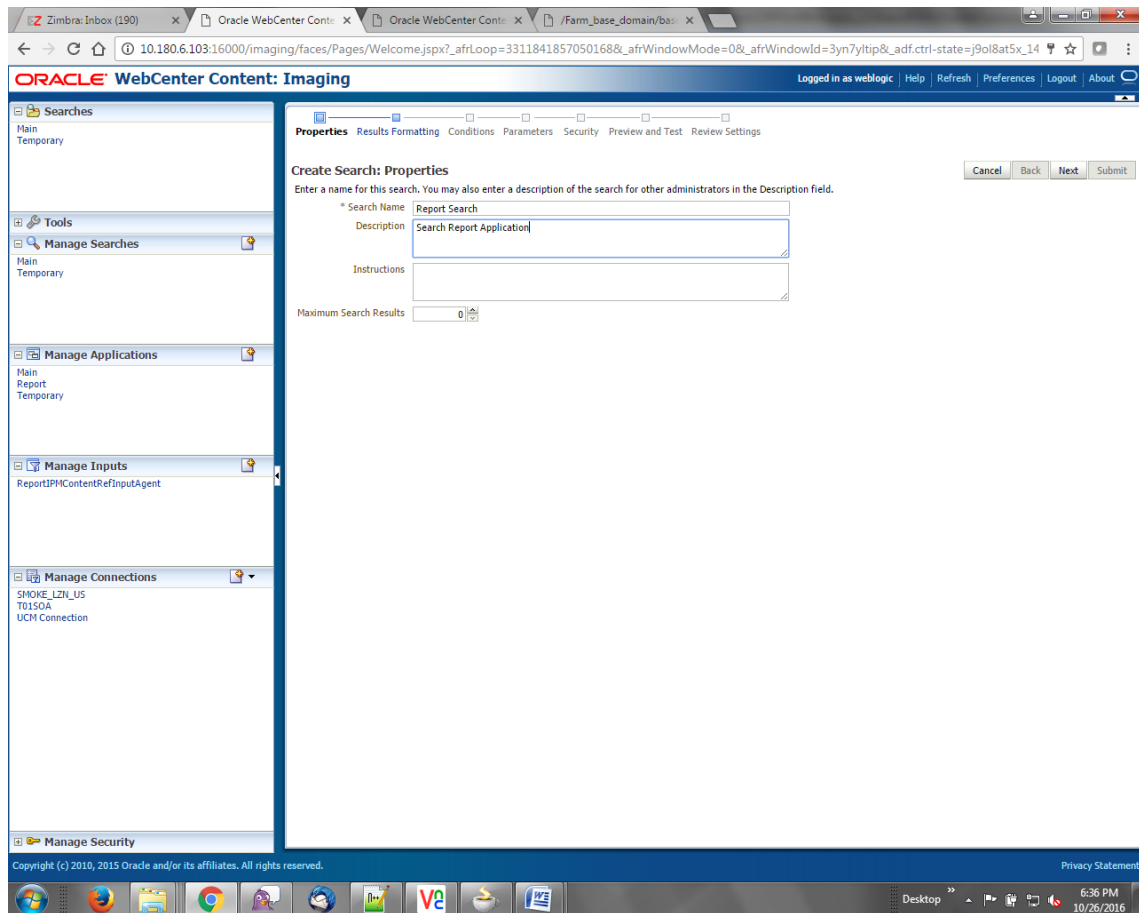 Zimbra: Inbox (190)
Oracle WebCenter Conte
Oracle WebCenter Conte
/Farm_base_domain/bas
10.180.6.103:16000/imaging/faces/Pages/Welcome.jspx?_afrLoop=3311841857050168&_afrWindowMode=0&_afrWindowId=3yn7yltip&_adf.ctrl-state=j9ol8at5x_14
ORACLE WebCenter Content: Imaging
Logged in as weblogic Help Refresh Preferences Logout About
Searches
Main
Temporary
Tools
Manage Searches
Main
Temporary
Manage Applications
Main
Report
Temporary
Manage Inputs
ReportIPMContentRefInputAgent
Manage Connections
SMOKE_LZN_US
T01SOA
UCM Connection
Manage Security
Properties Results Formatting Conditions Parameters Security Preview and Test Review Settings
Create Search: Properties
Cancel Back Next Submit
Enter a name for this search. You may also enter a description of the search for other administrators in the Description field.
* Search Name Report Search
Description Search Report Application
Instructions
Maximum Search Results 0
Copyright (c) 2010, 2015 Oracle and/or its affiliates. All rights reserved.
Privacy Statement
Desktop
6:36 PM
10/26/2016